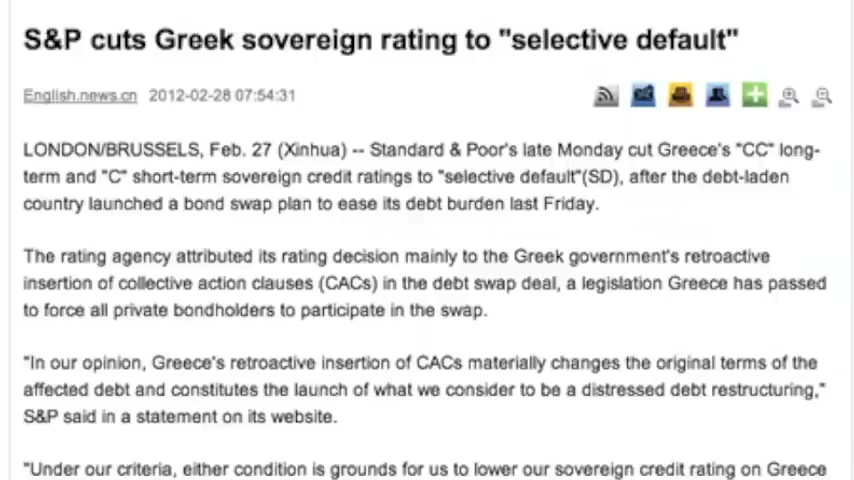 S&P cuts Greek sovereign rating to "selective default"
English.news.cn 2012-02-28 07:54:31
LONDON/BRUSSELS, Feb. 27 (Xinhua) -- Standard & Poor's late Monday cut Greece's "CC" long-
term and "C" short-term sovereign credit ratings to "selective default"(SD), after the debt-laden
country launched a bond swap plan to ease its debt burden last Friday.
The rating agency attributed its rating decision mainly to the Greek government's retroactive
insertion of collective action clauses (CACs) in the debt swap deal, a legislation Greece has passed
to force all private bondholders to participate in the swap.
"In our opinion, Greece's retroactive insertion of CACs materially changes the original terms of the
affected debt and constitutes the launch of what we consider to be a distressed debt restructuring,"
S&P said in a statement on its website.
"Under our criteria, either condition is grounds for us to lower our sovereign credit rating on Greece